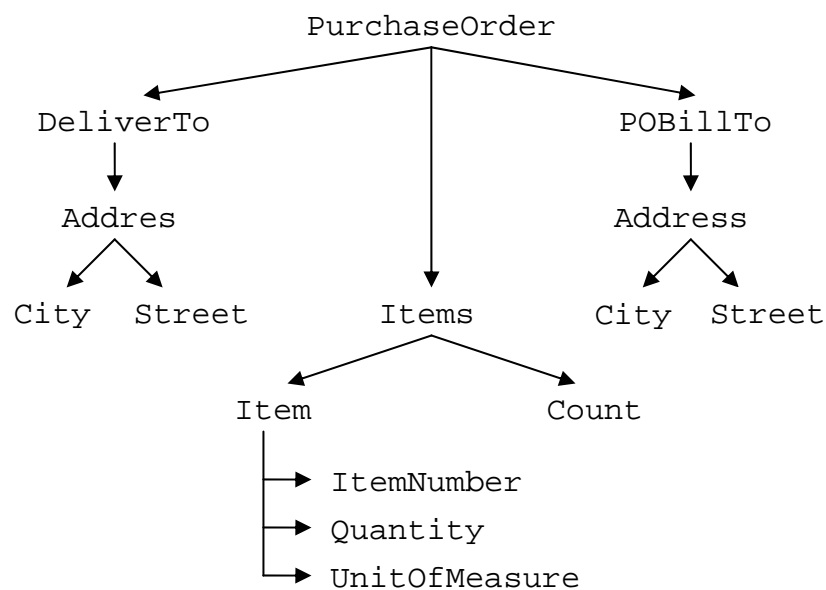 PurchaseOrder
DeliverTo POBillTo
Addres Address
City Street Items City Street
Item Count
ItemNumber
Quantity
UnitOfMeasure